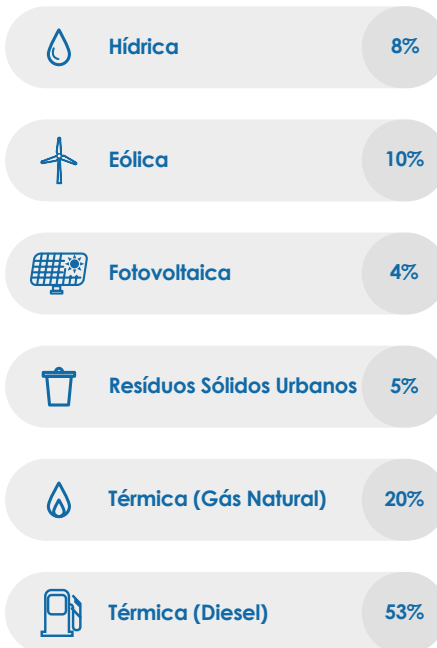 Hídrica 8%
Eólica 10%
Fotovoltaica 4%
Resíduos Sólidos Urbanos 5%
Térmica (Gás Natural) 20%
Térmica (Diesel) 53%